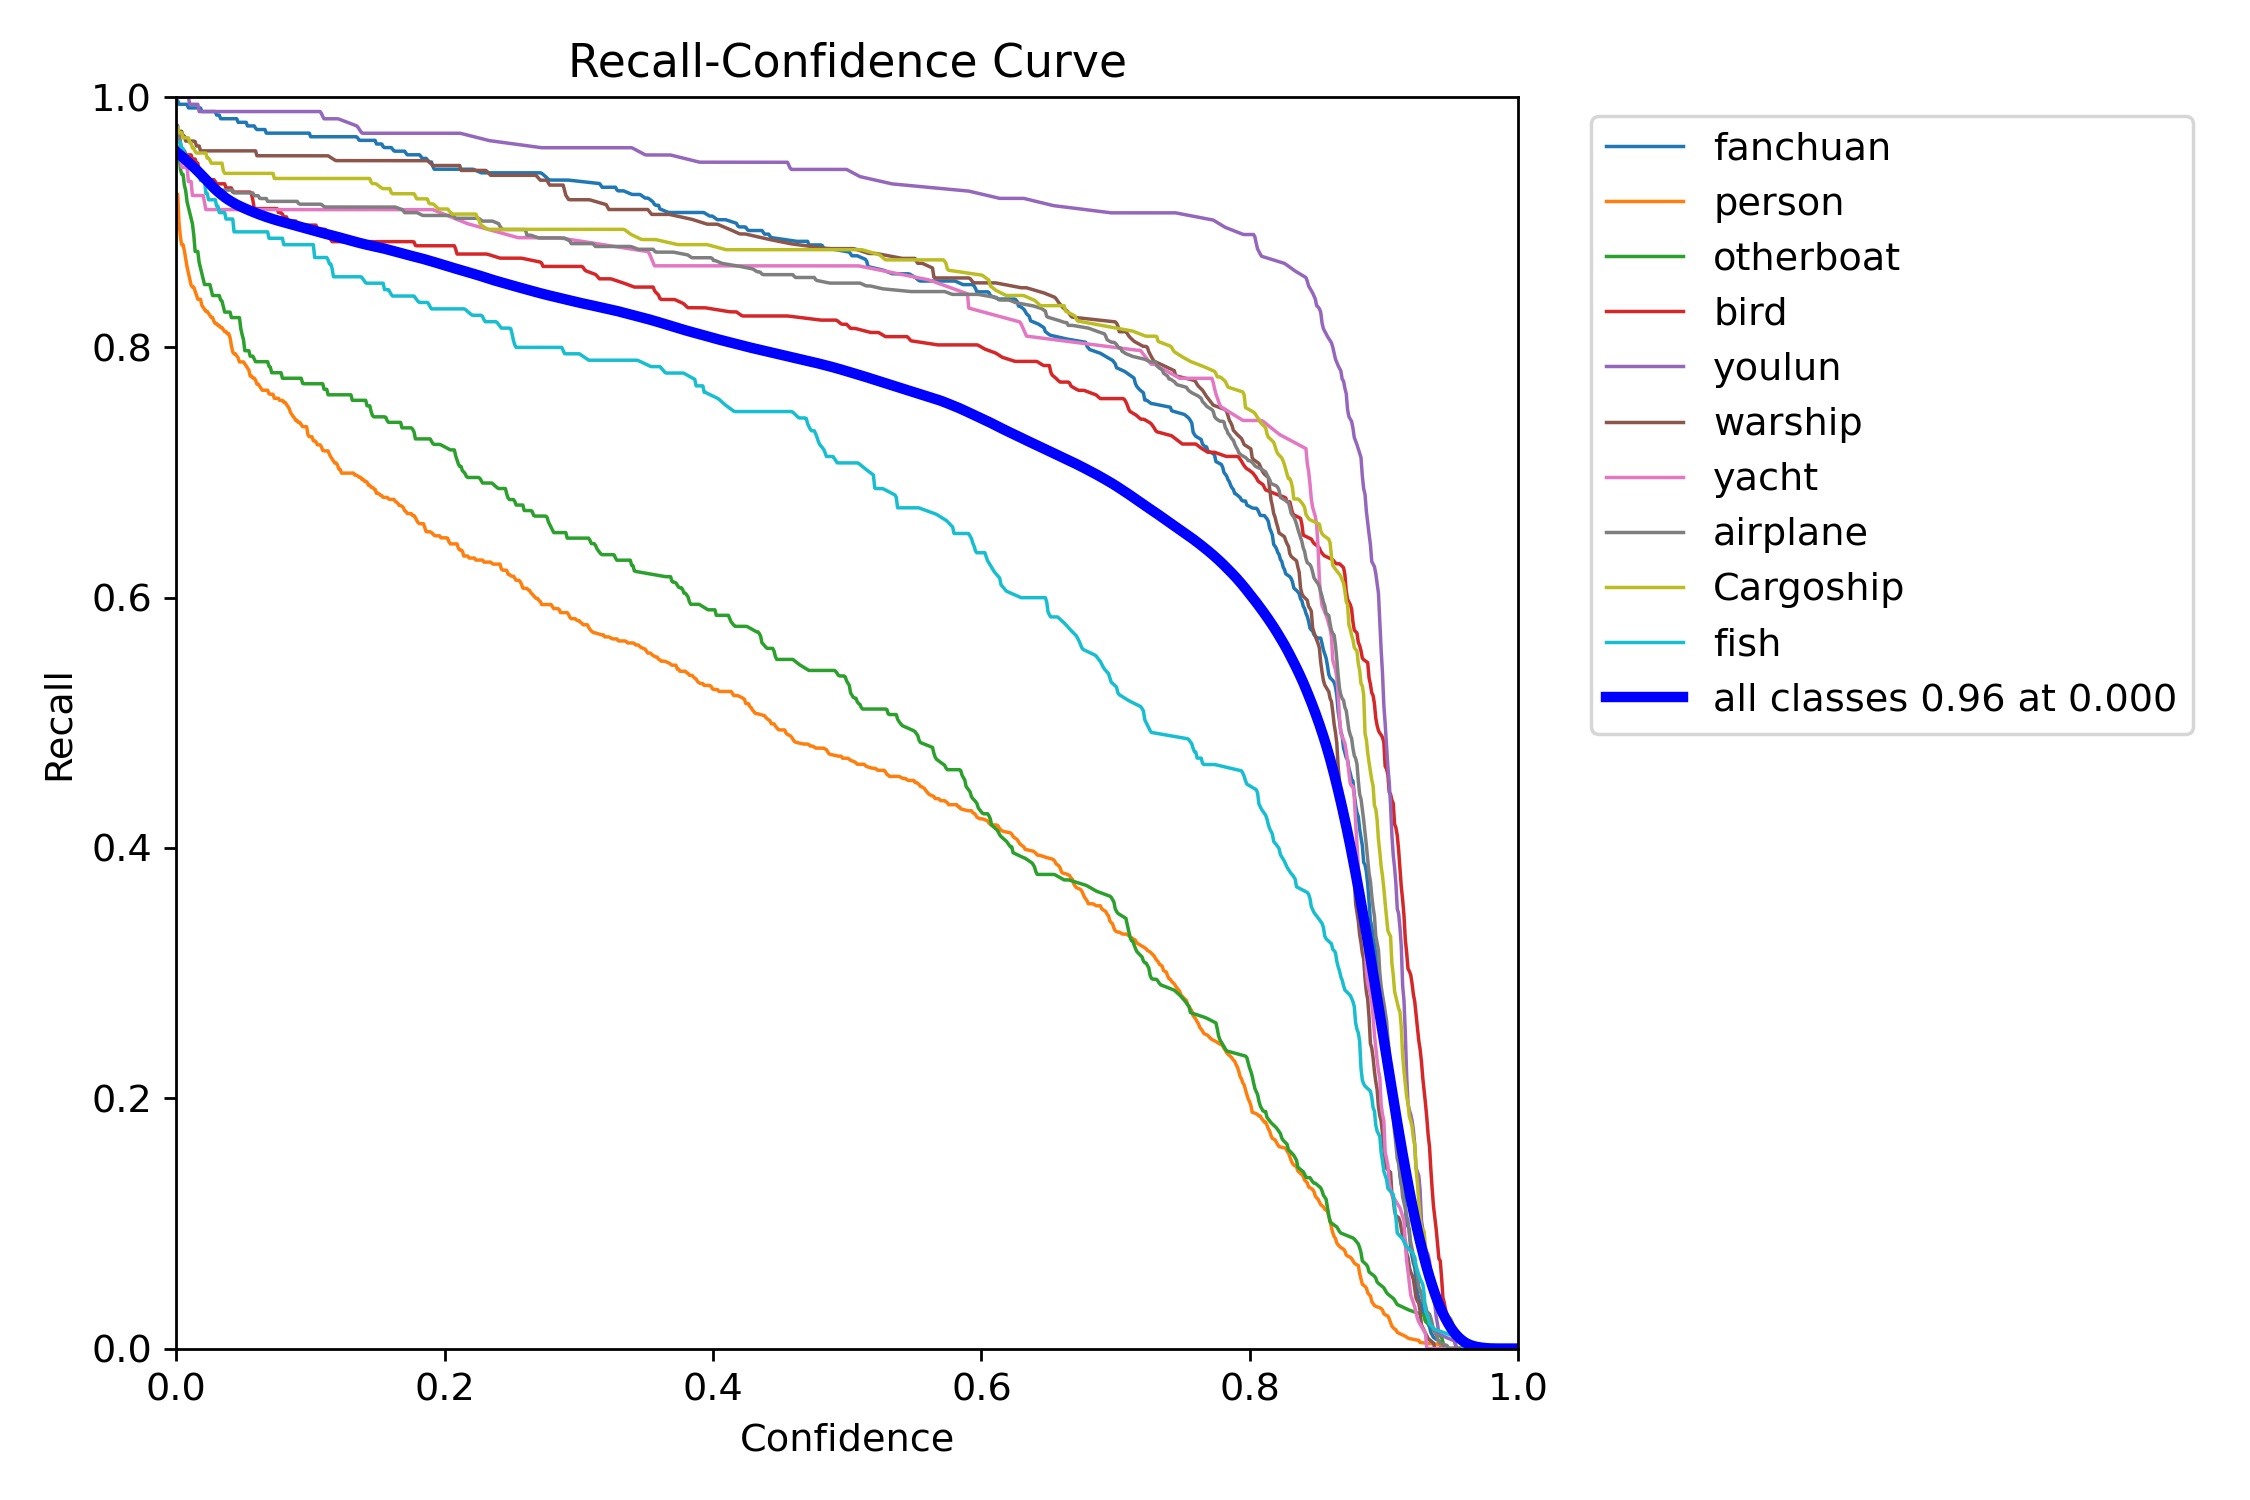 Recall-Confidence Curve
1.0
0.8
0.6
0.4
0.2
0.0
Recall
0.0 0.2 0.4 0.6 0.8 1.0
Confidence
fanchuan
person
otherboat
bird
youlun
warship
yacht
airplane
Cargoship
fish
all classes 0.96 at 0.000